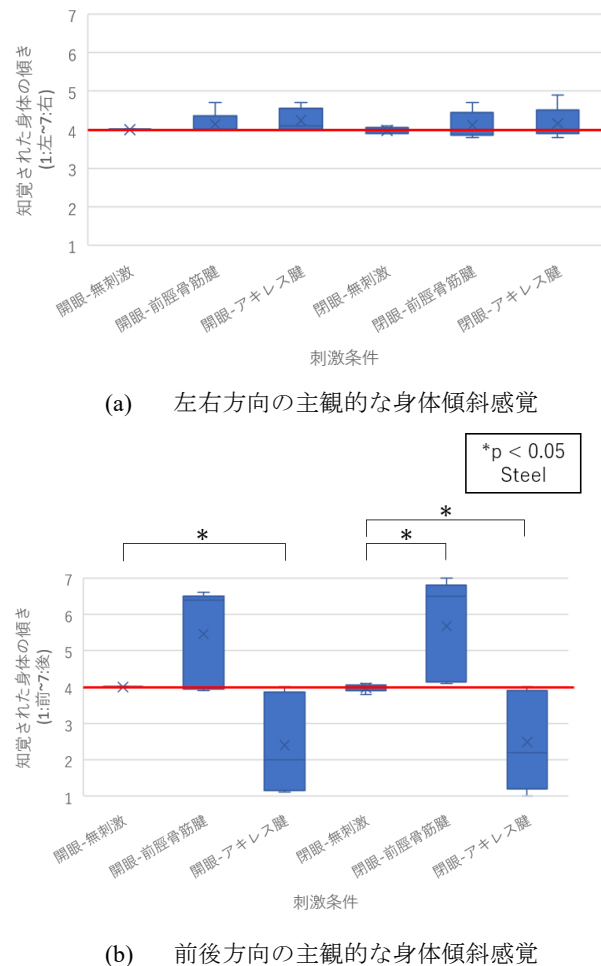 7
6
5
4
3
2
1
知覚された身体の傾き
(1:左~7:右)
開眼-無刺激
開眼-前脛骨筋腱
開眼-アキレス腱
閉眼-無刺激
閉眼-前脛骨筋腱
閉眼-アキレス腱
刺激条件
(a) 左右方向の主観的な身体傾斜感覚
*p < 0.05
Steel
*
*
*
7
6
5
4
3
2
1
知覚された身体の傾き
(1:前~7:後)
開眼-無刺激
開眼-前脛骨筋腱
開眼-アキレス腱
閉眼-無刺激
閉眼-前脛骨筋腱
閉眼-アキレス腱
刺激条件
(b) 前後方向の主観的な身体傾斜感覚